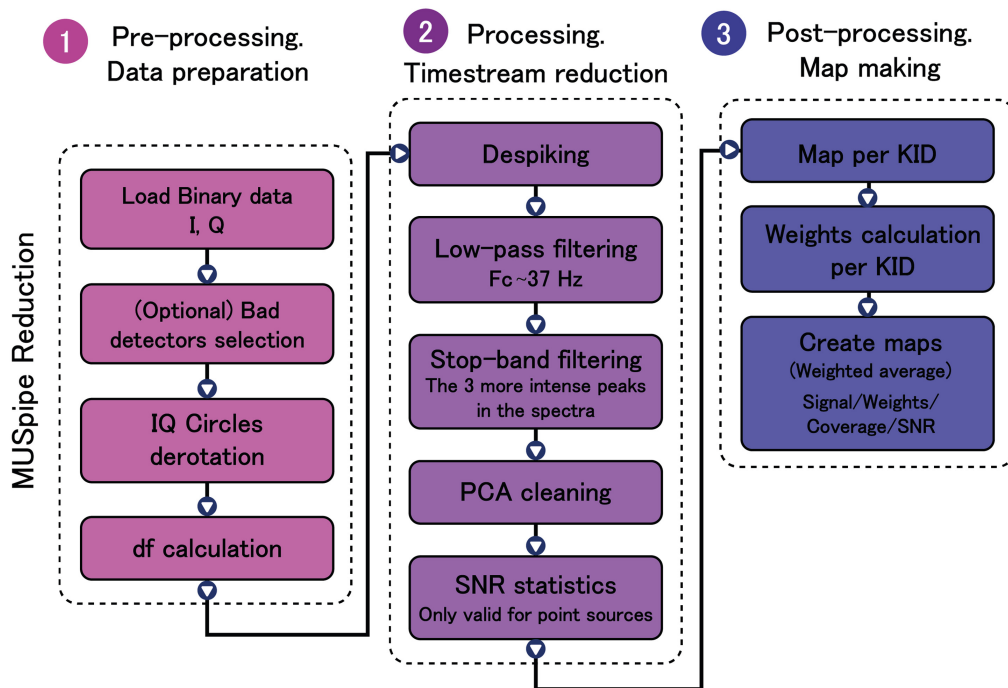 MUSpipe Reduction
1
Pre-processing.
Data preparation
Load Binary data
I, Q
(Optional) Bad
detectors selection
IQ Circles
derotation
df calculation
2
Processing.
Timestream reduction
Despiking
Low-pass filtering
Fc~37 Hz
Stop-band filtering
The 3 more intense peaks
in the spectra
PCA cleaning
SNR statistics
Only valid for point sources
3
Post-processing.
Map making
Map per KID
Weights calculation
per KID
Create maps
(Weighted average)
Signal/Weights/
Coverage/SNR